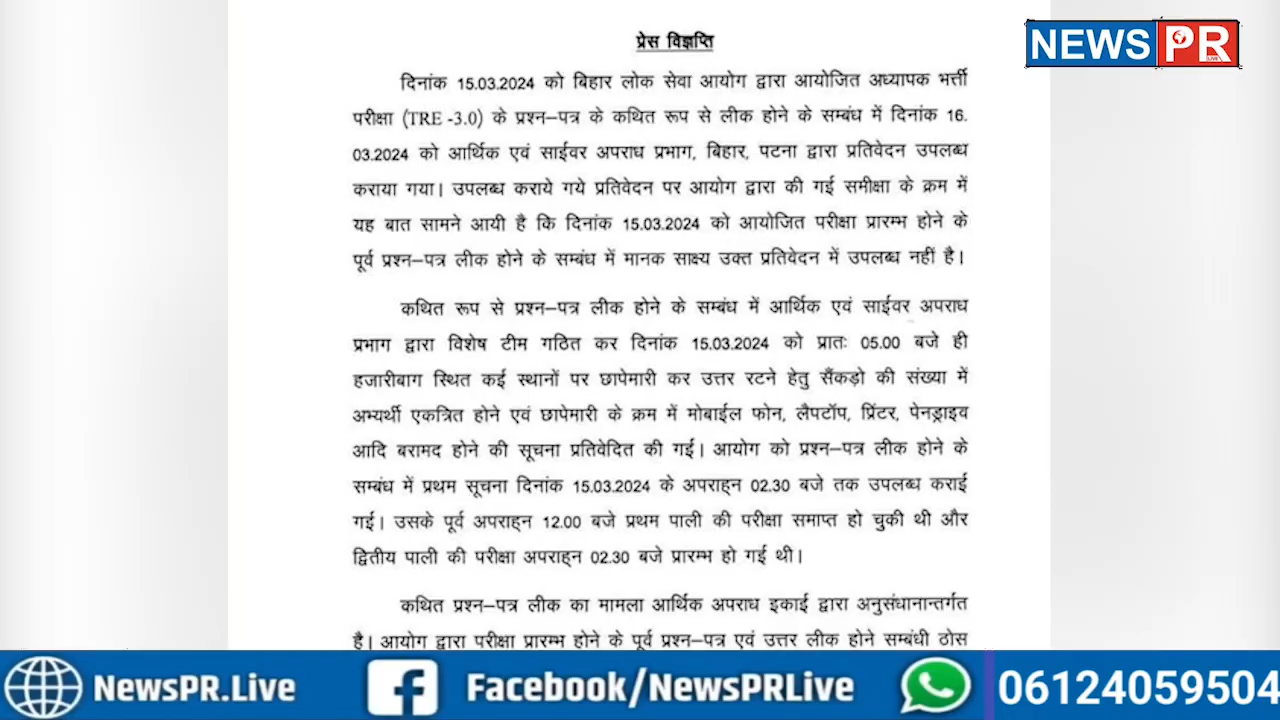 प्रेस विज्ञप्ति
NEWS PR
LIVE
दिनांक 15.03.2024 को बिहार लोक सेवा आयोग द्वारा आयोजित अध्यापक भर्त्ती
परीक्षा (TRE -3.0) के प्रश्न–पत्र के कथित रूप से लीक होने के सम्बंध में दिनांक 16.
03.2024 को आर्थिक एवं साईवर अपराध प्रभाग, बिहार, पटना द्वारा प्रतिवेदन उपलब्ध
कराया गया। उपलब्ध कराये गये प्रतिवेदन पर आयोग द्वारा की गई समीक्षा के क्रम में
यह बात सामने आयी है कि दिनांक 15.03.2024 को आयोजित परीक्षा प्रारम्भ होने के
पूर्व प्रश्न–पत्र लीक होने के सम्बंध में मानक साक्ष्य उक्त प्रतिवेदन में उपलब्ध नहीं है।
कथित रूप से प्रश्न–पत्र लीक होने के सम्बंध में आर्थिक एवं साईवर अपराध
प्रभाग द्वारा विशेष टीम गठित कर दिनांक 15.03.2024 को प्रातः 05.00 बजे ही
हजारीबाग स्थित कई स्थानों पर छापेमारी कर उत्तर रटने हेतु सैंकड़ो की संख्या में
अभ्यर्थी एकत्रित होने एवं छापेमारी के क्रम में मोबाईल फोन, लैपटॉप, प्रिंटर, पेनड्राइव
आदि बरामद होने की सूचना प्रतिवेदित की गई। आयोग को प्रश्न–पत्र लीक होने के
सम्बंध में प्रथम सूचना दिनांक 15.03.2024 के अपराह्न 02.30 बजे तक उपलब्ध कराई
गई। उसके पूर्व अपराह्न 12.00 बजे प्रथम पाली की परीक्षा समाप्त हो चुकी थी और
द्वितीय पाली की परीक्षा अपराह्न 02.30 बजे प्रारम्भ हो गई थी।
कथित प्रश्न–पत्र लीक का मामला आर्थिक अपराध इकाई द्वारा अनुसंधानान्तर्गत
है। आयोग द्वारा परीक्षा प्रारम्भ होने के पूर्व प्रश्न–पत्र एवं उत्तर लीक होने सम्बंधी ठोस
NewsPR.Live Facebook/NewsPRLive 06124059504